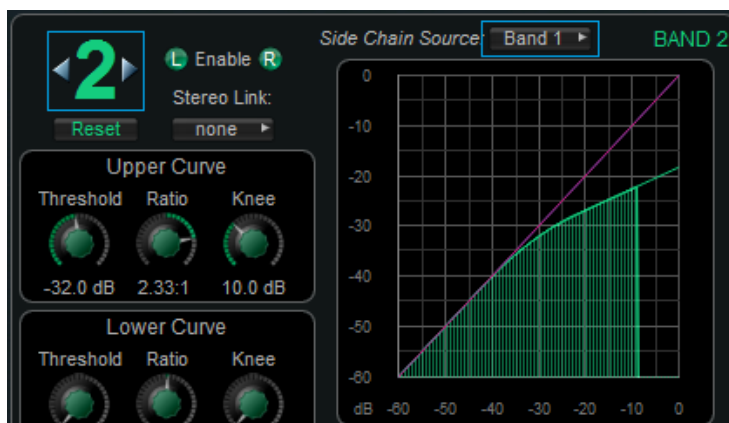 Side Chain Source: Band 1 BAND 2
2 L Enable R
Stereo Link:
Reset none
Upper Curve
Threshold Ratio Knee
-32.0 dB 2.33:1 10.0 dB
Lower Curve
Threshold Ratio Knee
0
-10
-20
-30
-40
-50
-60
dB -60 -50 -40 -30 -20 -10 0